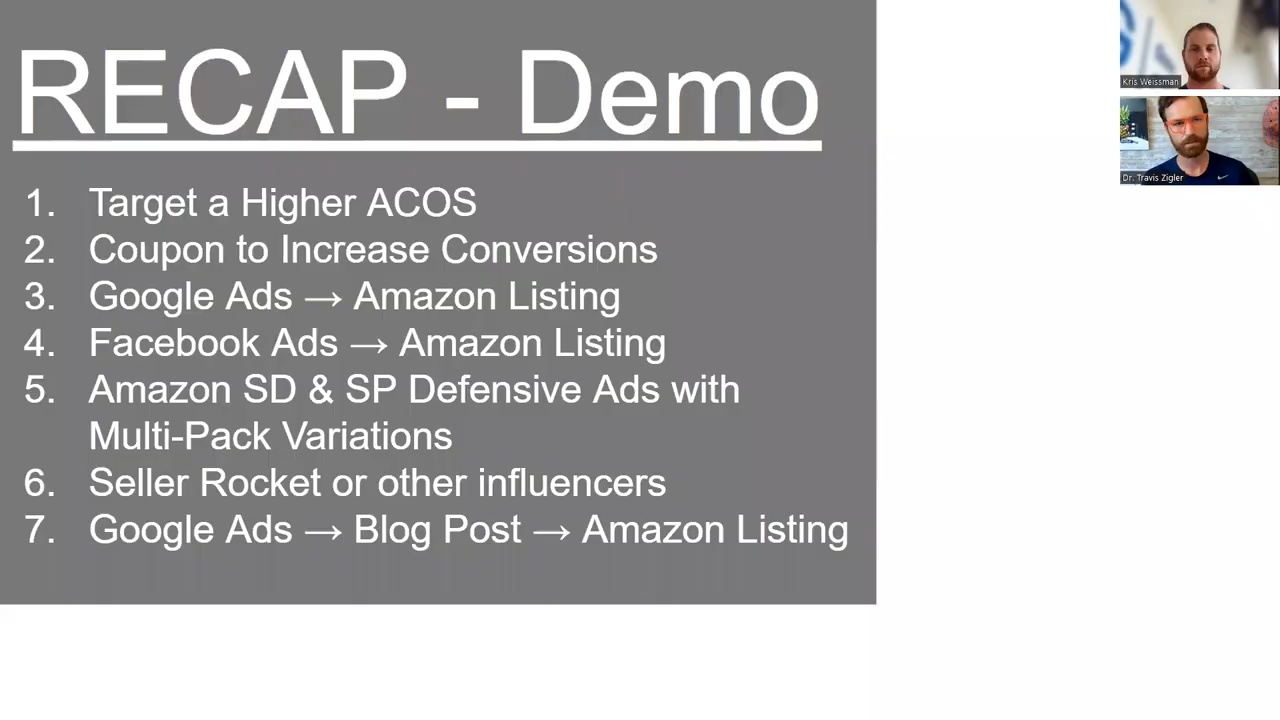 RECAP - Demo
1. Target a Higher ACOS
2. Coupon to Increase Conversions
3. Google Ads → Amazon Listing
4. Facebook Ads → Amazon Listing
5. Amazon SD & SP Defensive Ads with
Multi-Pack Variations
6. Seller Rocket or other influencers
7. Google Ads → Blog Post → Amazon Listing
Kris Weissman
Dr. Travis Zigler